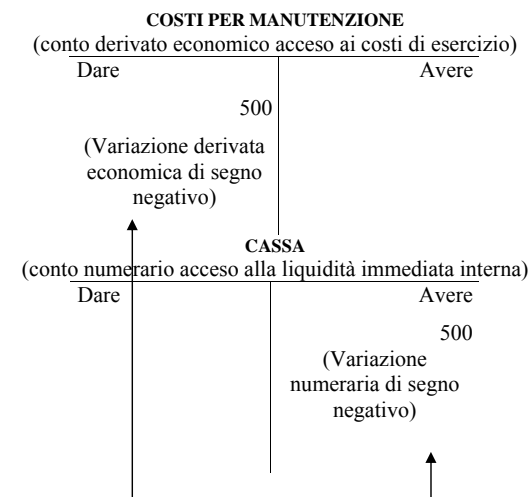 COSTI PER MANUTENZIONE
(conto derivato economico acceso ai costi di esercizio)
Dare Avere
500
(Variazione derivata
economica di segno
negativo)
CASSA
(conto numerario acceso alla liquidità immediata interna)
Dare Avere
500
(Variazione
numeraria di segno
negativo)